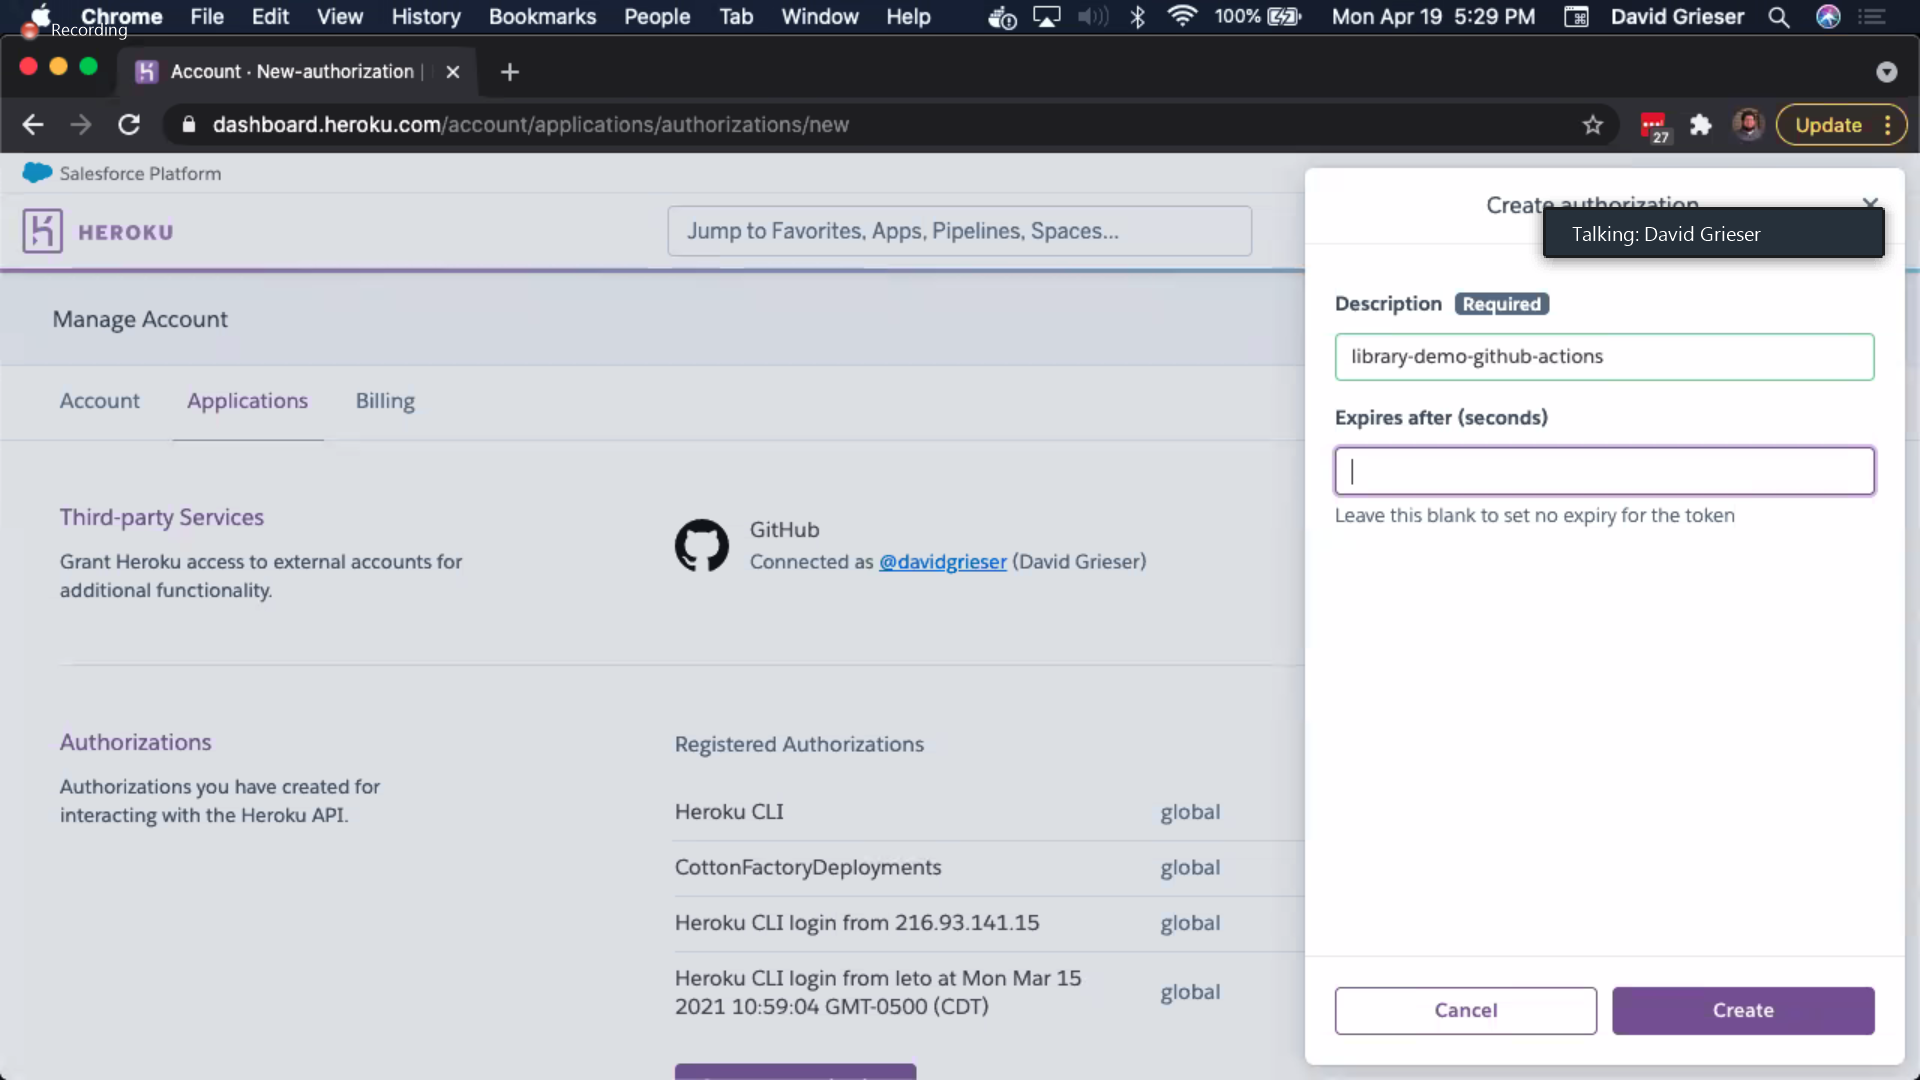 Chrome File Edit View History Bookmarks People Tab Window Help 100% Mon Apr 19 5:29 PM David Grieser
Recording
Account · New-authorization |
dashboard.heroku.com/account/applications/authorizations/new
27
Update
Salesforce Platform
HEROKU
Jump to Favorites, Apps, Pipelines, Spaces...
Manage Account
Account Applications Billing
Third-party Services
Grant Heroku access to external accounts for
additional functionality.
GitHub
Connected as @davidgrieser (David Grieser)
Authorizations
Authorizations you have created for
interacting with the Heroku API.
Registered Authorizations
Heroku CLI global
CottonFactoryDeployments global
Heroku CLI login from 216.93.141.15 global
Heroku CLI login from leto at Mon Mar 15
2021 10:59:04 GMT-0500 (CDT) global
Create authorization
Talking: David Grieser
Description Required
library-demo-github-actions
Expires after (seconds)
Leave this blank to set no expiry for the token
Cancel Create